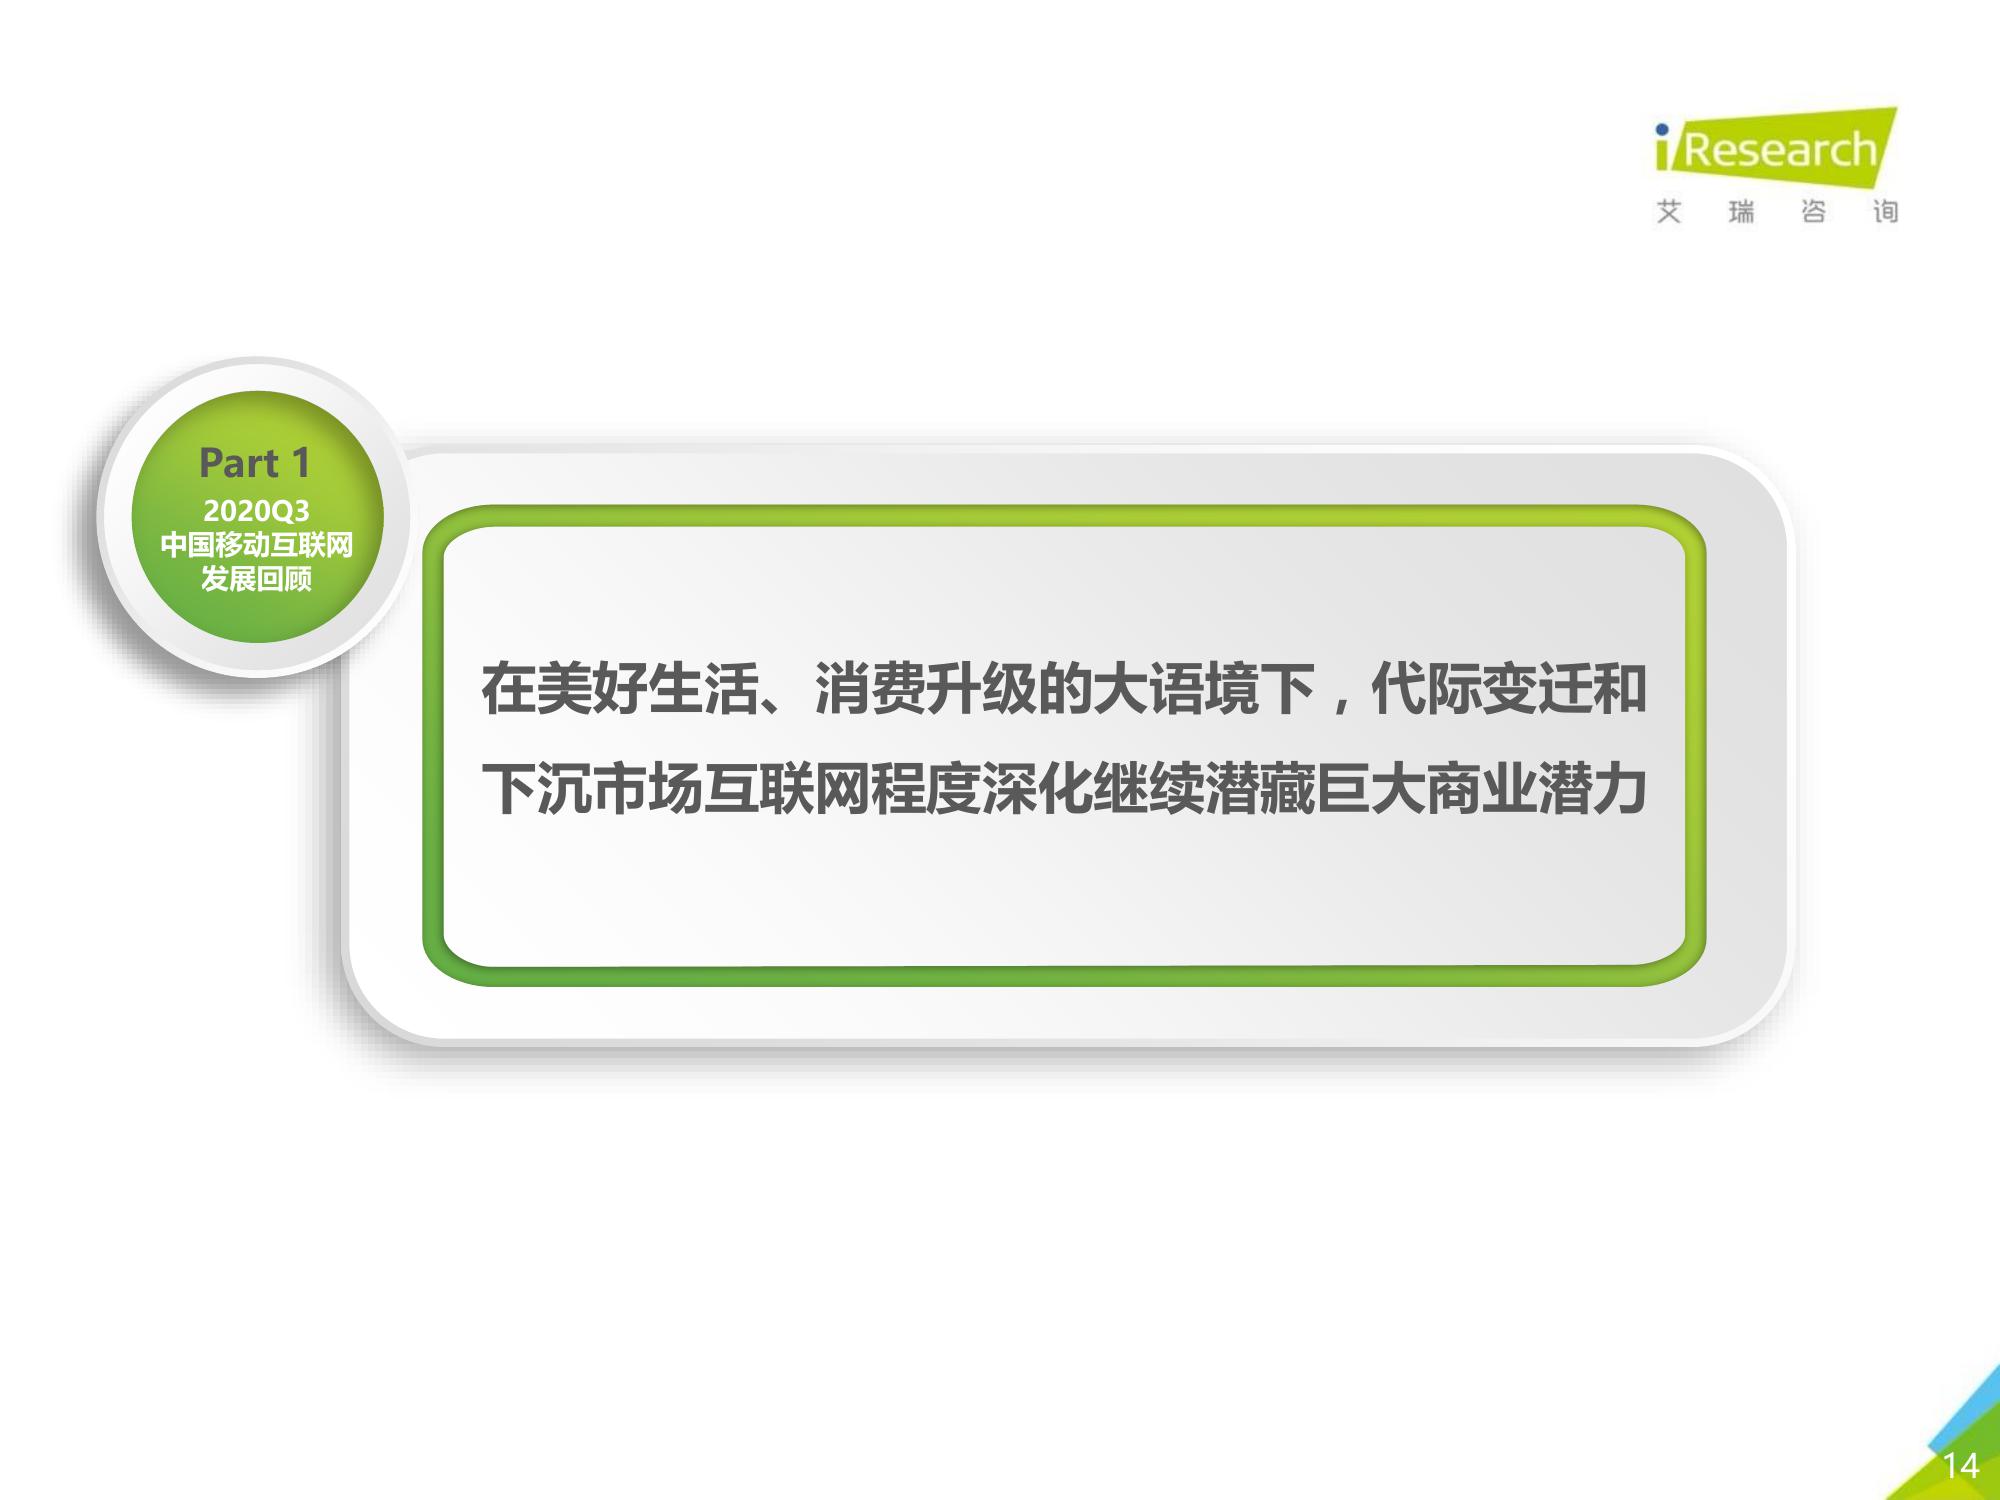 iResearch
艾瑞咨询
Part 1
2020Q3
中国移动互联网
发展回顾
在美好生活、消费升级的大语境下，代际变迁和
下沉市场互联网程度深化继续潜藏巨大商业潜力
14